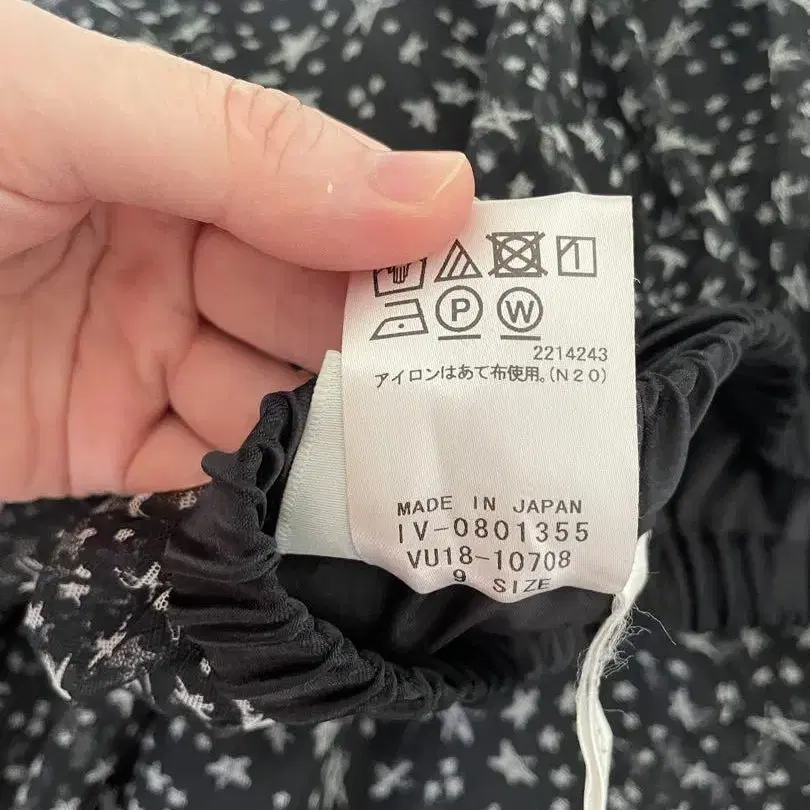 P W
2214243
アイロンはあて布使用。(N20)
MADE IN JAPAN
IV-0801355
VU18-10708
9 SIZE